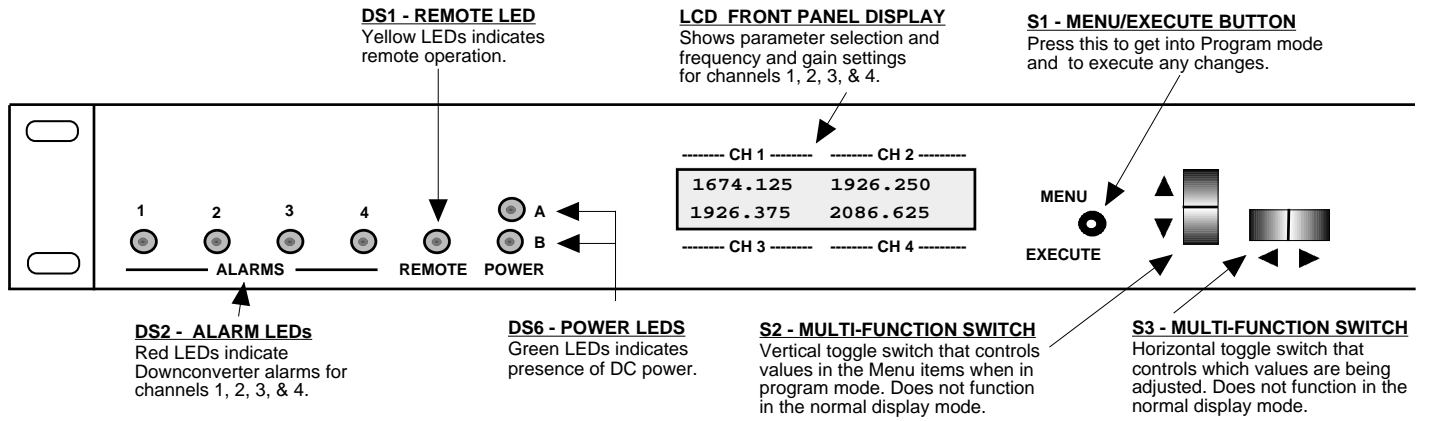 DS1 - REMOTE LED
Yellow LEDs indicates
remote operation.
LCD FRONT PANEL DISPLAY
Shows parameter selection and
frequency and gain settings
for channels 1, 2, 3, & 4.
S1 - MENU/EXECUTE BUTTON
Press this to get into Program mode
and to execute any changes.
-------- CH 1 -------- -------- CH 2 ---------
1674.125 1926.250
1926.375 2086.625
-------- CH 3 -------- -------- CH 4 ---------
1 2 3 4
A
B
ALARMS REMOTE POWER
MENU
EXECUTE
DS2 - ALARM LEDs
Red LEDs indicate
Downconverter alarms for
channels 1, 2, 3, & 4.
DS6 - POWER LEDS
Green LEDs indicates
presence of DC power.
S2 - MULTI-FUNCTION SWITCH
Vertical toggle switch that controls
values in the Menu items when in
program mode. Does not function
in the normal display mode.
S3 - MULTI-FUNCTION SWITCH
Horizontal toggle switch that
controls which values are being
adjusted. Does not function in the
normal display mode.